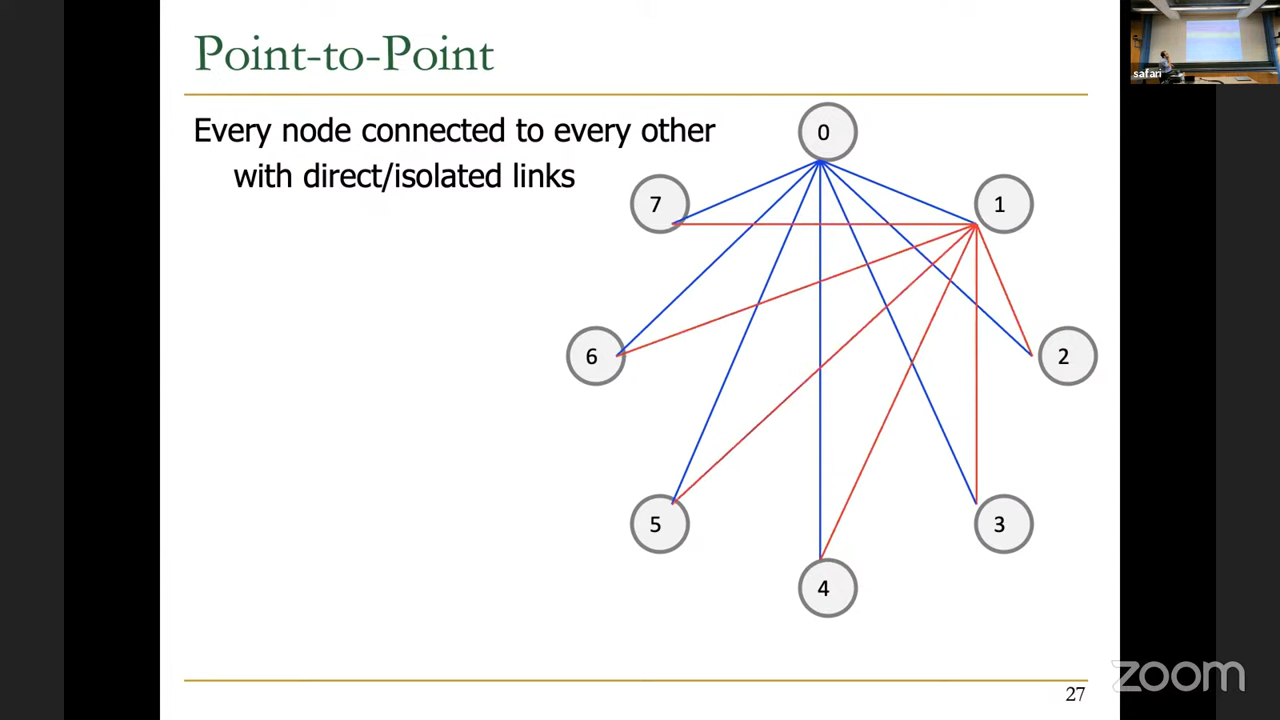 Point-to-Point
safari
Every node connected to every other
with direct/isolated links
0
7
1
6
2
5
3
4
27
zoom